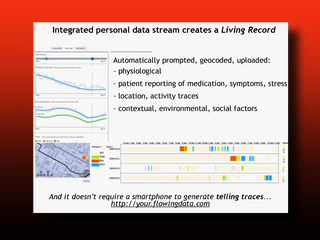 Integrated personal data stream creates a Living Record
Automatically prompted, geocoded, uploaded:
- physiological
- patient reporting of medication, symptoms, stress
- location, activity traces
- contextual, environmental, social factors
And it doesn't require a smartphone to generate telling traces...
http://your.flowingdata.com